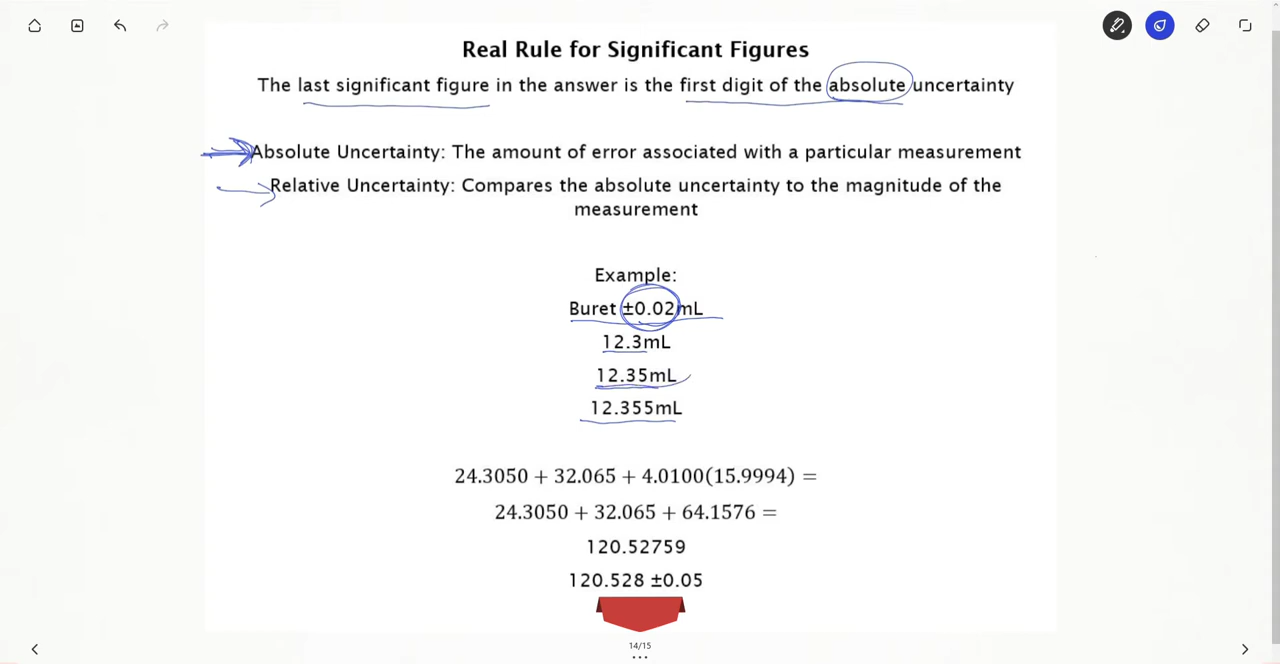 Real Rule for Significant Figures
The last significant figure in the answer is the first digit of the absolute uncertainty
Absolute Uncertainty: The amount of error associated with a particular measurement
Relative Uncertainty: Compares the absolute uncertainty to the magnitude of the
measurement
Example:
Buret ±0.02mL
12.3mL
12.35mL
12.355mL
24.3050 + 32.065 + 4.0100(15.9994) =
24.3050 + 32.065 + 64.1576 =
120.52759
120.528 ±0.05
14/15